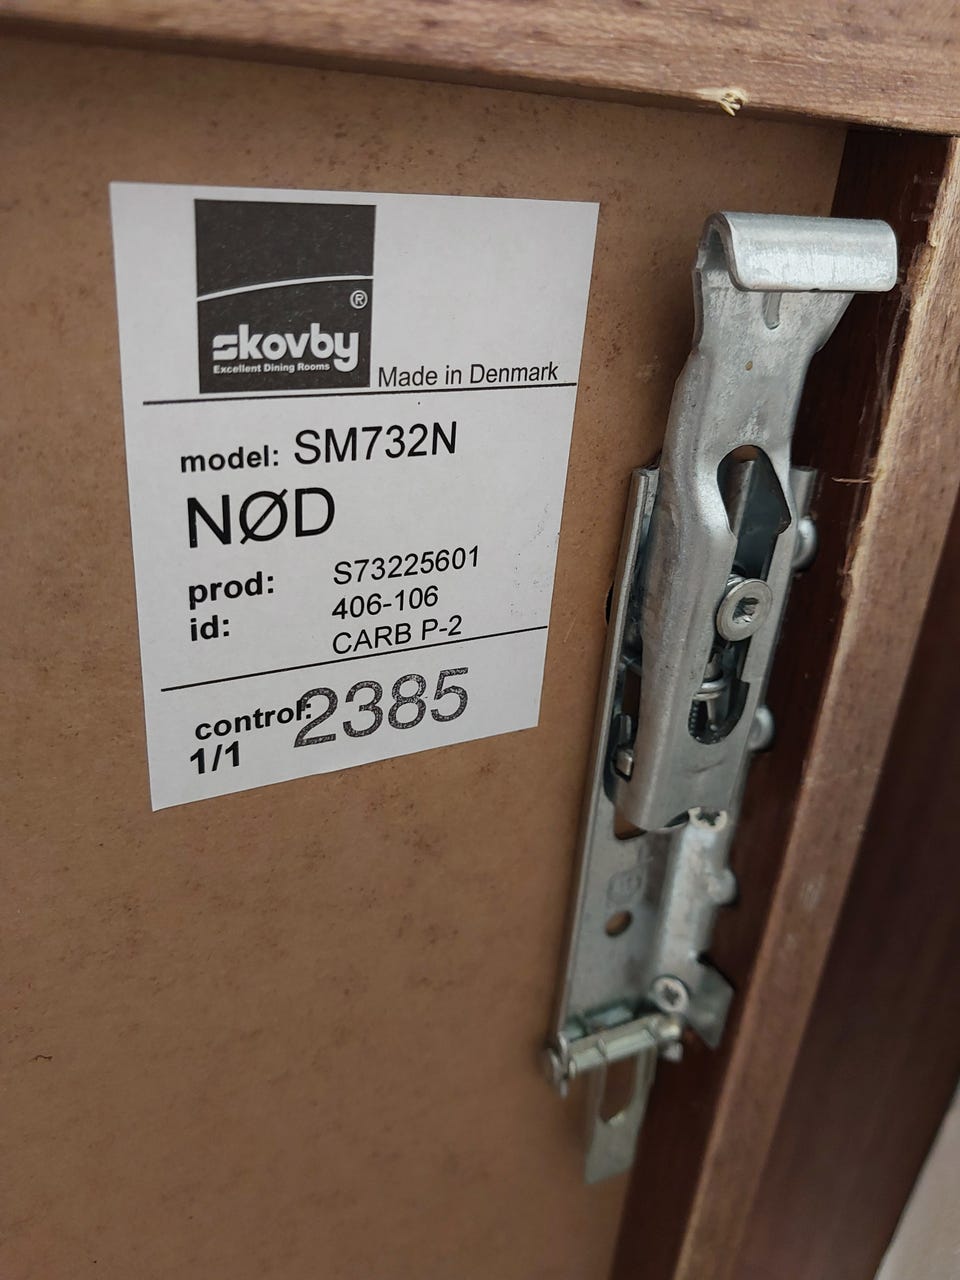 ®
skovby
Excellent Dining Rooms
Made in Denmark
model: SM732N
NØD
prod: S73225601
id: 406-106
CARB P-2
control: 2385
1/1